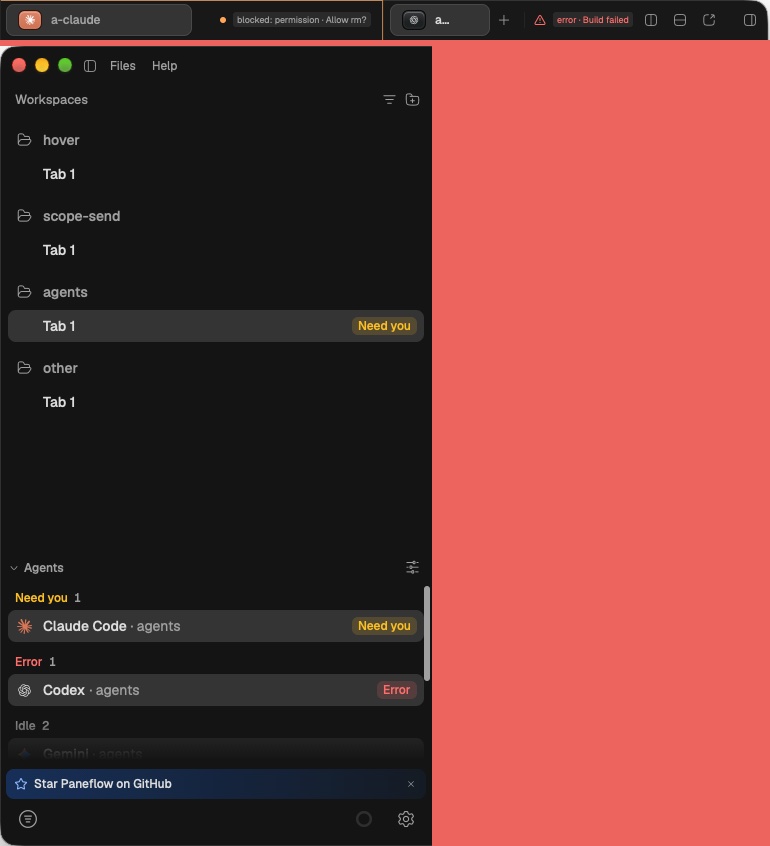 a-claude
blocked: permission · Allow rm?
a...
error · Build failed
Files Help
Workspaces
hover
Tab 1
scope-send
Tab 1
agents
Tab 1 Need you
other
Tab 1
Agents
Need you 1
Claude Code · agents Need you
Error 1
Codex · agents Error
Idle 2
Gemini · agents
Star Paneflow on GitHub